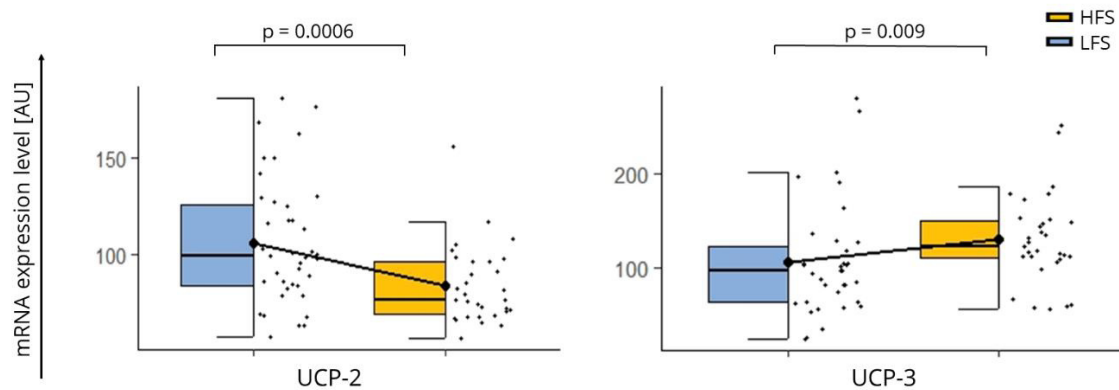 p = 0.0006
p = 0.009
HFS
LFS
mRNA expression level [AU]
150
100
200
100
UCP-2
UCP-3